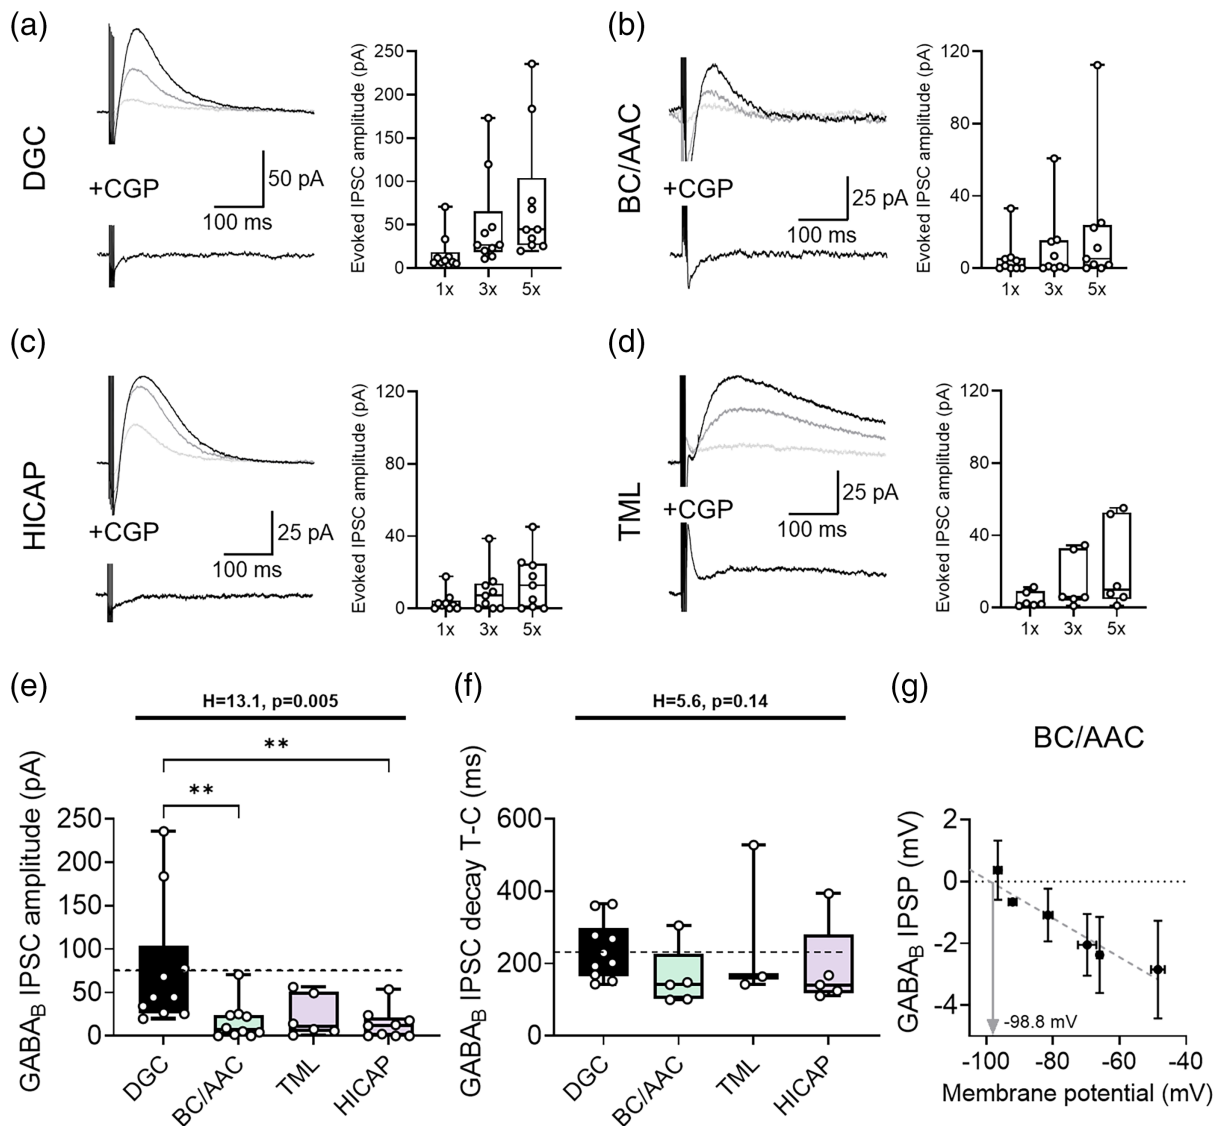 (a)
DGC
+CGP
50 pA
100 ms
Evoked IPSC amplitude (pA)
250
200
150
100
50
0
1x 3x 5x
(b)
BC/AAC
+CGP
25 pA
100 ms
Evoked IPSC amplitude (pA)
120
80
40
0
1x 3x 5x
(c)
HICAP
+CGP
25 pA
100 ms
Evoked IPSC amplitude (pA)
120
80
40
0
1x 3x 5x
(d)
TML
+CGP
25 pA
100 ms
Evoked IPSC amplitude (pA)
120
80
40
0
1x 3x 5x
(e)
H=13.1, p=0.005
**
**
GABAB IPSC amplitude (pA)
250
200
150
100
50
0
DGC BC/AAC TML HICAP
(f)
H=5.6, p=0.14
GABAB IPSC decay T-C (ms)
600
400
200
0
DGC BC/AAC TML HICAP
(g)
BC/AAC
GABAB IPSP (mV)
2
0
-2
-4
-98.8 mV
-100 -80 -60 -40
Membrane potential (mV)